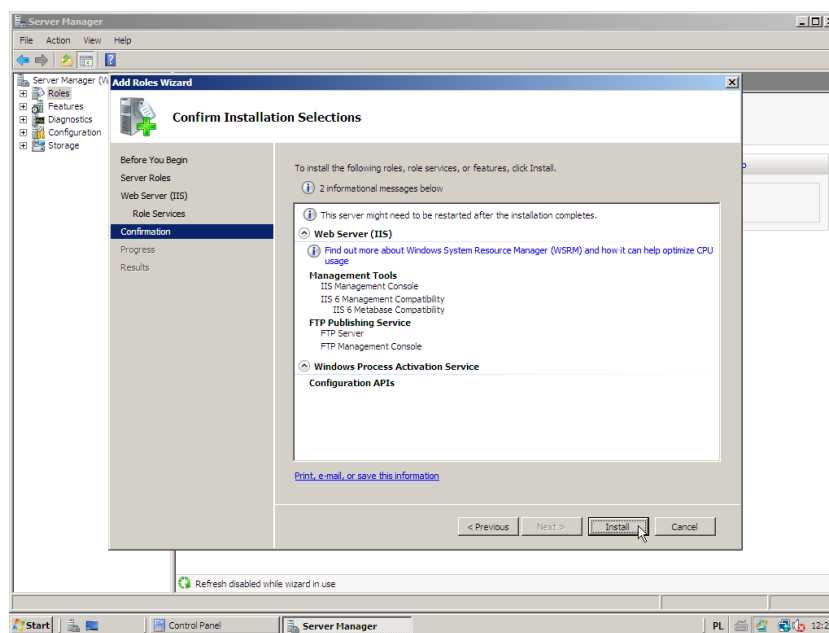 Server Manager
File Action View Help
Server Manager (W
Roles
Features
Diagnostics
Configuration
Storage
Add Roles Wizard
Confirm Installation Selections
Before You Begin
Server Roles
Web Server (IIS)
Role Services
Confirmation
Progress
Results
To install the following roles, role services, or features, click Install.
2 informational messages below
This server might need to be restarted after the installation completes.
Web Server (IIS)
Find out more about Windows System Resource Manager (WSRM) and how it can help optimize CPU
usage
Management Tools
IIS Management Console
IIS 6 Management Compatibility
IIS 6 Metabase Compatibility
FTP Publishing Service
FTP Server
FTP Management Console
Windows Process Activation Service
Configuration APIs
Print, e-mail, or save this information
< Previous Next > Install Cancel
Refresh disabled while wizard in use
Start Control Panel Server Manager PL 12:2